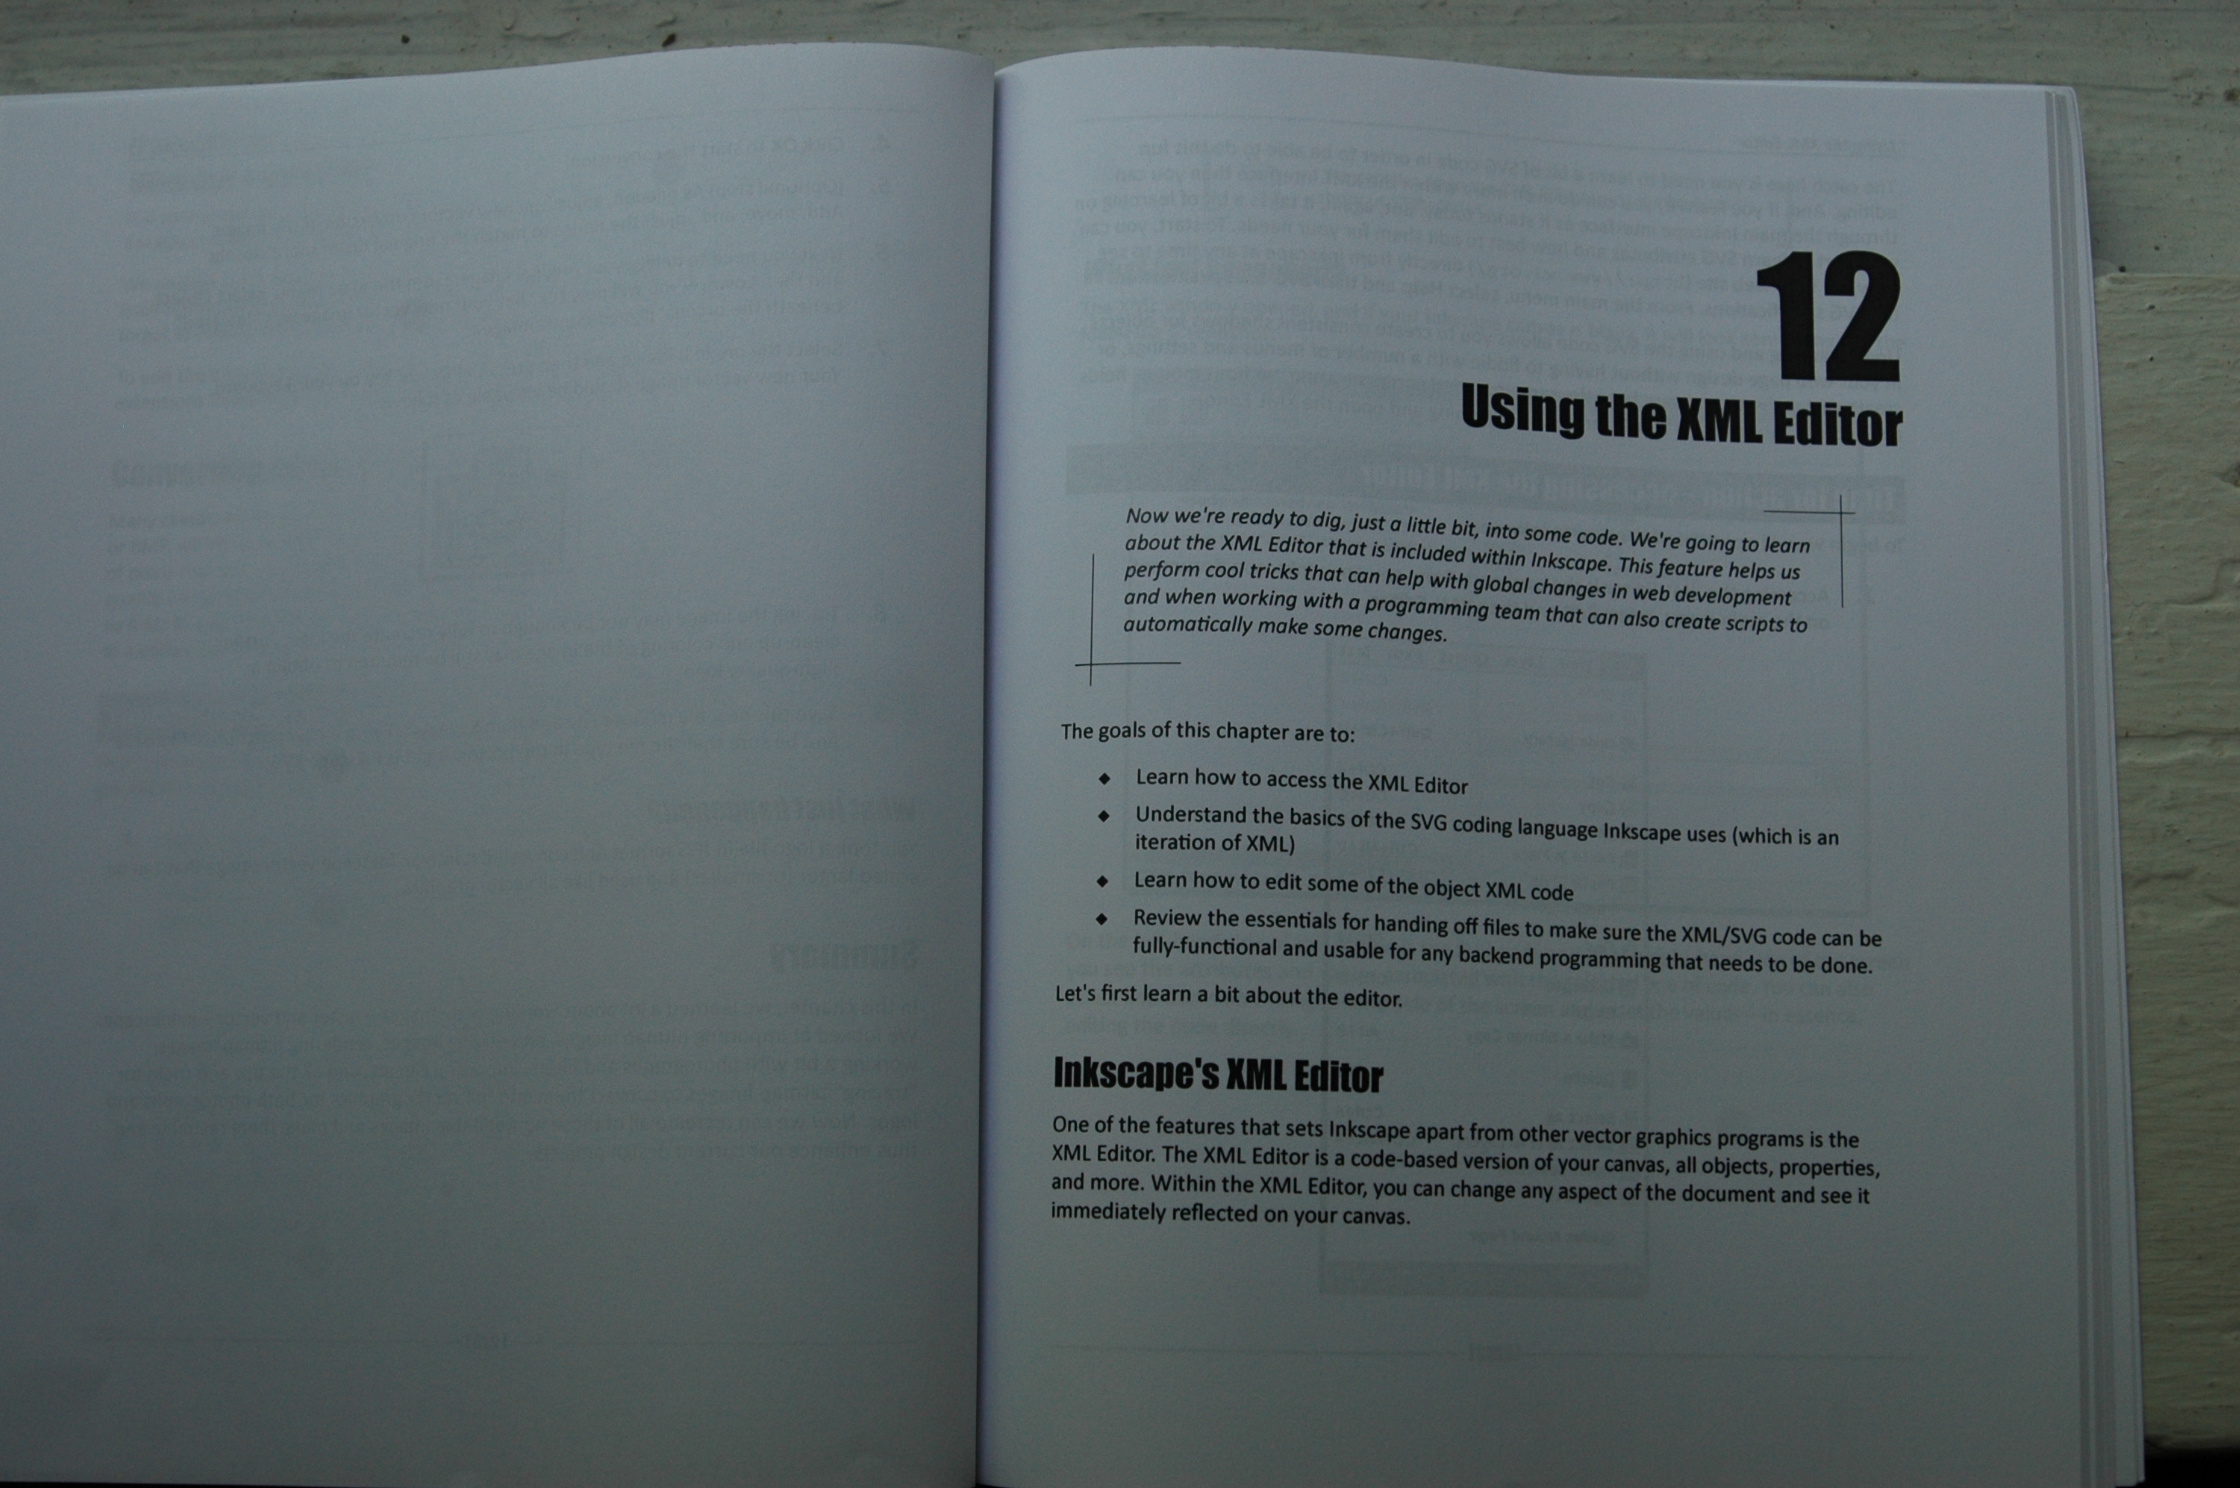 12
Using the XML Editor
Now we're ready to dig, just a little bit, into some code. We're going to learn
about the XML Editor that is included within Inkscape. This feature helps us
perform cool tricks that can help with global changes in web development
and when working with a programming team that can also create scripts to
automatically make some changes.
The goals of this chapter are to:
◆ Learn how to access the XML Editor
◆ Understand the basics of the SVG coding language Inkscape uses (which is an
iteration of XML)
◆ Learn how to edit some of the object XML code
◆ Review the essentials for handing off files to make sure the XML/SVG code can be
fully-functional and usable for any backend programming that needs to be done.
Let's first learn a bit about the editor.
Inkscape's XML Editor
One of the features that sets Inkscape apart from other vector graphics programs is the
XML Editor. The XML Editor is a code-based version of your canvas, all objects, properties,
and more. Within the XML Editor, you can change any aspect of the document and see it
immediately reflected on your canvas.